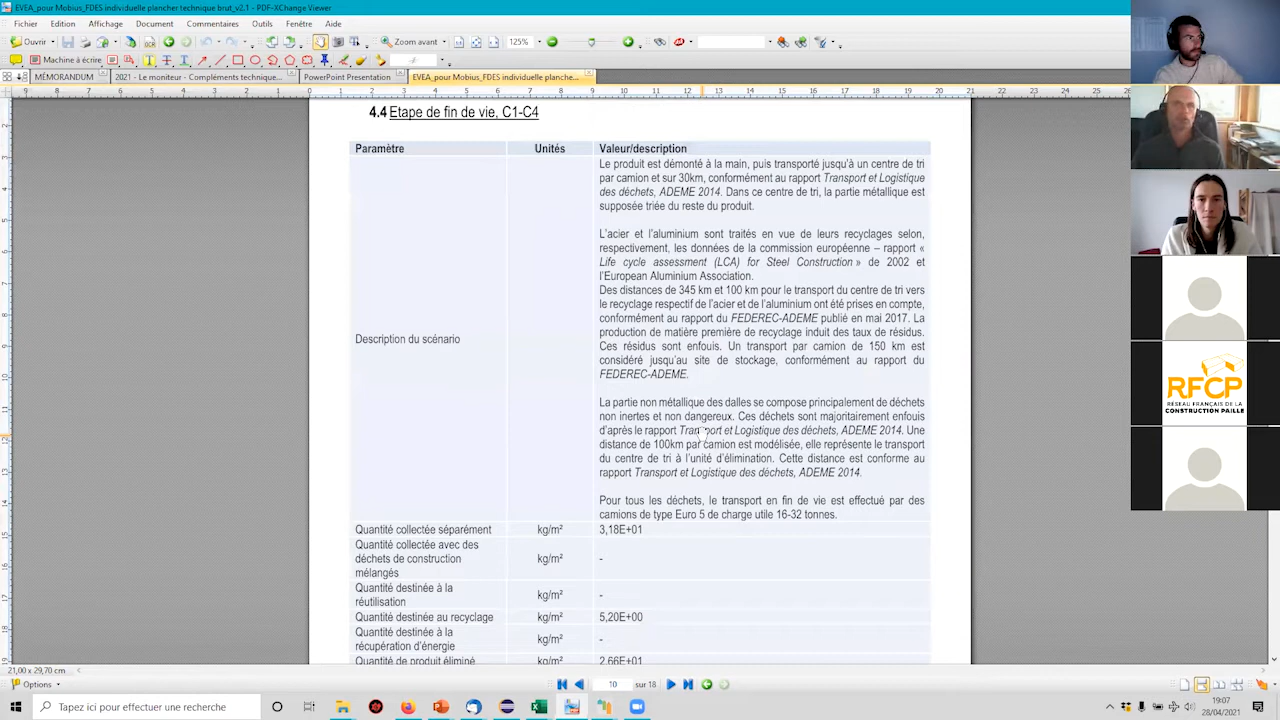 EVEA_pour Mobius_FDES individuelle plancher technique brut_v2.1 - PDF-XChange Viewer
Fichier Edition Affichage Document Commentaires Outils Fenêtre Aide
Ouvrir Zoom avant 125%
Machine à écrire
MÉMORANDUM 2021 - Le moniteur - Compléments technique... PowerPoint Presentation EVEA_pour Mobius_FDES individuelle planche...
4.4 Etape de fin de vie, C1-C4
Paramètre Unités Valeur/description
Le produit est démonté à la main, puis transporté jusqu'à un centre de tri
par camion et sur 30km, conformément au rapport Transport et Logistique
des déchets, ADEME 2014. Dans ce centre de tri, la partie métallique est
supposée triée du reste du produit.
L'acier et l'aluminium sont traités en vue de leurs recyclages selon,
respectivement, les données de la commission européenne – rapport «
Life cycle assessment (LCA) for Steel Construction » de 2002 et
l'European Aluminium Association.
Des distances de 345 km et 100 km pour le transport du centre de tri vers
le recyclage respectif de l'acier et de l'aluminium ont été prises en compte,
conformément au rapport du FEDEREC-ADEME publié en mai 2017. La
production de matière première de recyclage induit des taux de résidus.
Description du scénario
Ces résidus sont enfouis. Un transport par camion de 150 km est
considéré jusqu'au site de stockage, conformément au rapport du
FEDEREC-ADEME.
La partie non métallique des dalles se compose principalement de déchets
non inertes et non dangereux. Ces déchets sont majoritairement enfouis
d'après le rapport Transport et Logistique des déchets, ADEME 2014. Une
distance de 100km par camion est modélisée, elle représente le transport
du centre de tri à l'unité d'élimination. Cette distance est conforme au
rapport Transport et Logistique des déchets, ADEME 2014.
Pour tous les déchets, le transport en fin de vie est effectué par des
camions de type Euro 5 de charge utile 16-32 tonnes.
Quantité collectée séparément kg/m² 3,18E+01
Quantité collectée avec des
déchets de construction kg/m² -
mélangés
Quantité destinée à la
réutilisation kg/m² -
Quantité destinée au recyclage kg/m² 5,20E+00
Quantité destinée à la
récupération d'énergie kg/m² -
Quantité de produit éliminé kg/m² 2,66E+01
RFCP
RÉSEAU FRANÇAIS DE LA
CONSTRUCTION PAILLE
21,00 x 29,70 cm
Options 10 sur 18
Tapez ici pour effectuer une recherche
19:07
28/04/2021